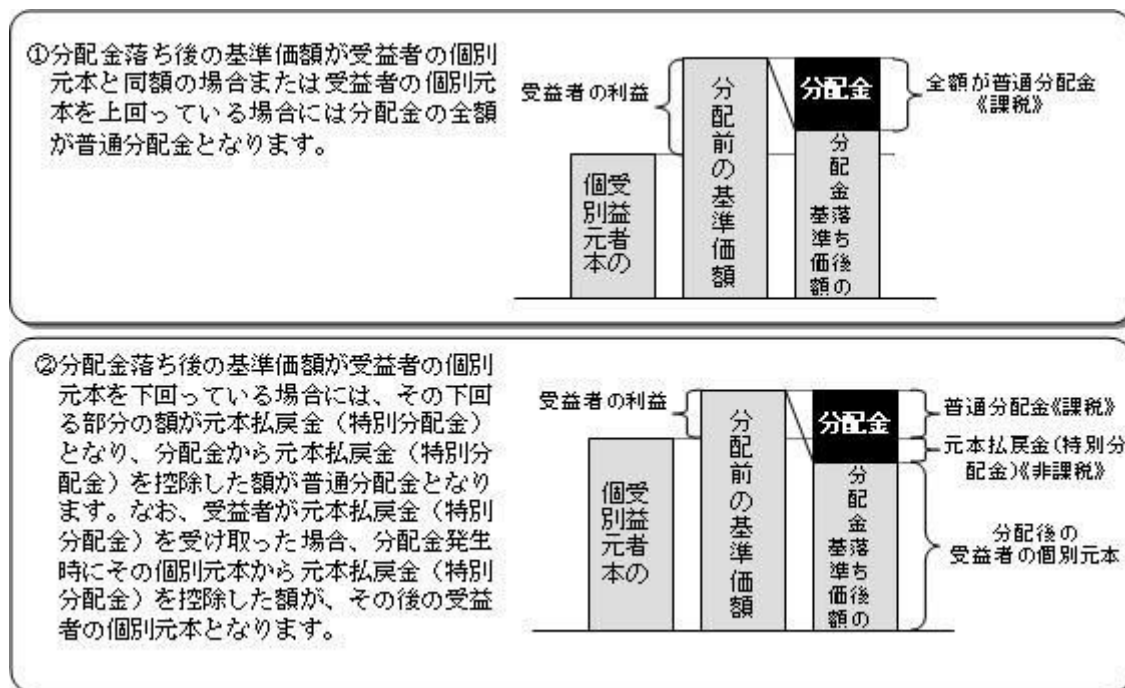 ①分配金落ち後の基準価額が受益者の個別
元本と同額の場合または受益者の個別元
本を上回っている場合には分配金の全額
が普通分配金となります。
受益者の利益
受益者の
個別元本
分配前の基準価額
分配金
分配金落ち後の
基準価額
全額が普通分配金
《課税》
②分配金落ち後の基準価額が受益者の個別
元本を下回っている場合には、その下回
る部分の額が元本払戻金（特別分配金）
となり、分配金から元本払戻金（特別分
配金）を控除した額が普通分配金となり
ます。なお、受益者が元本払戻金（特別
分配金）を受け取った場合、分配金発生
時にその個別元本から元本払戻金（特別
分配金）を控除した額が、その後の受益
者の個別元本となります。
受益者の利益
受益者の
個別元本
分配前の基準価額
分配金
分配金落ち後の
基準価額
普通分配金《課税》
元本払戻金（特別分
配金）《非課税》
分配後の
受益者の個別元本